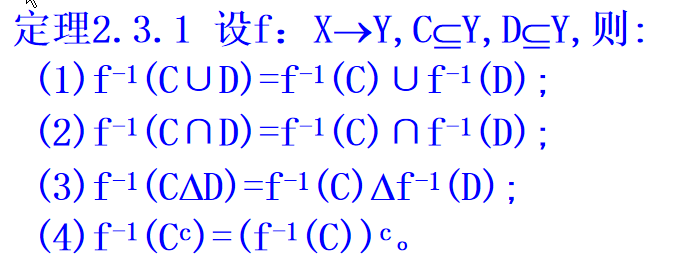 定理2.3.1 设f：X→Y,C⊆Y,D⊆Y,则:
(1)f⁻¹(C∪D)=f⁻¹(C)∪f⁻¹(D);
(2)f⁻¹(C∩D)=f⁻¹(C)∩f⁻¹(D);
(3)f⁻¹(CΔD)=f⁻¹(C)Δf⁻¹(D);
(4)f⁻¹(Cᶜ)=(f⁻¹(C))ᶜ。